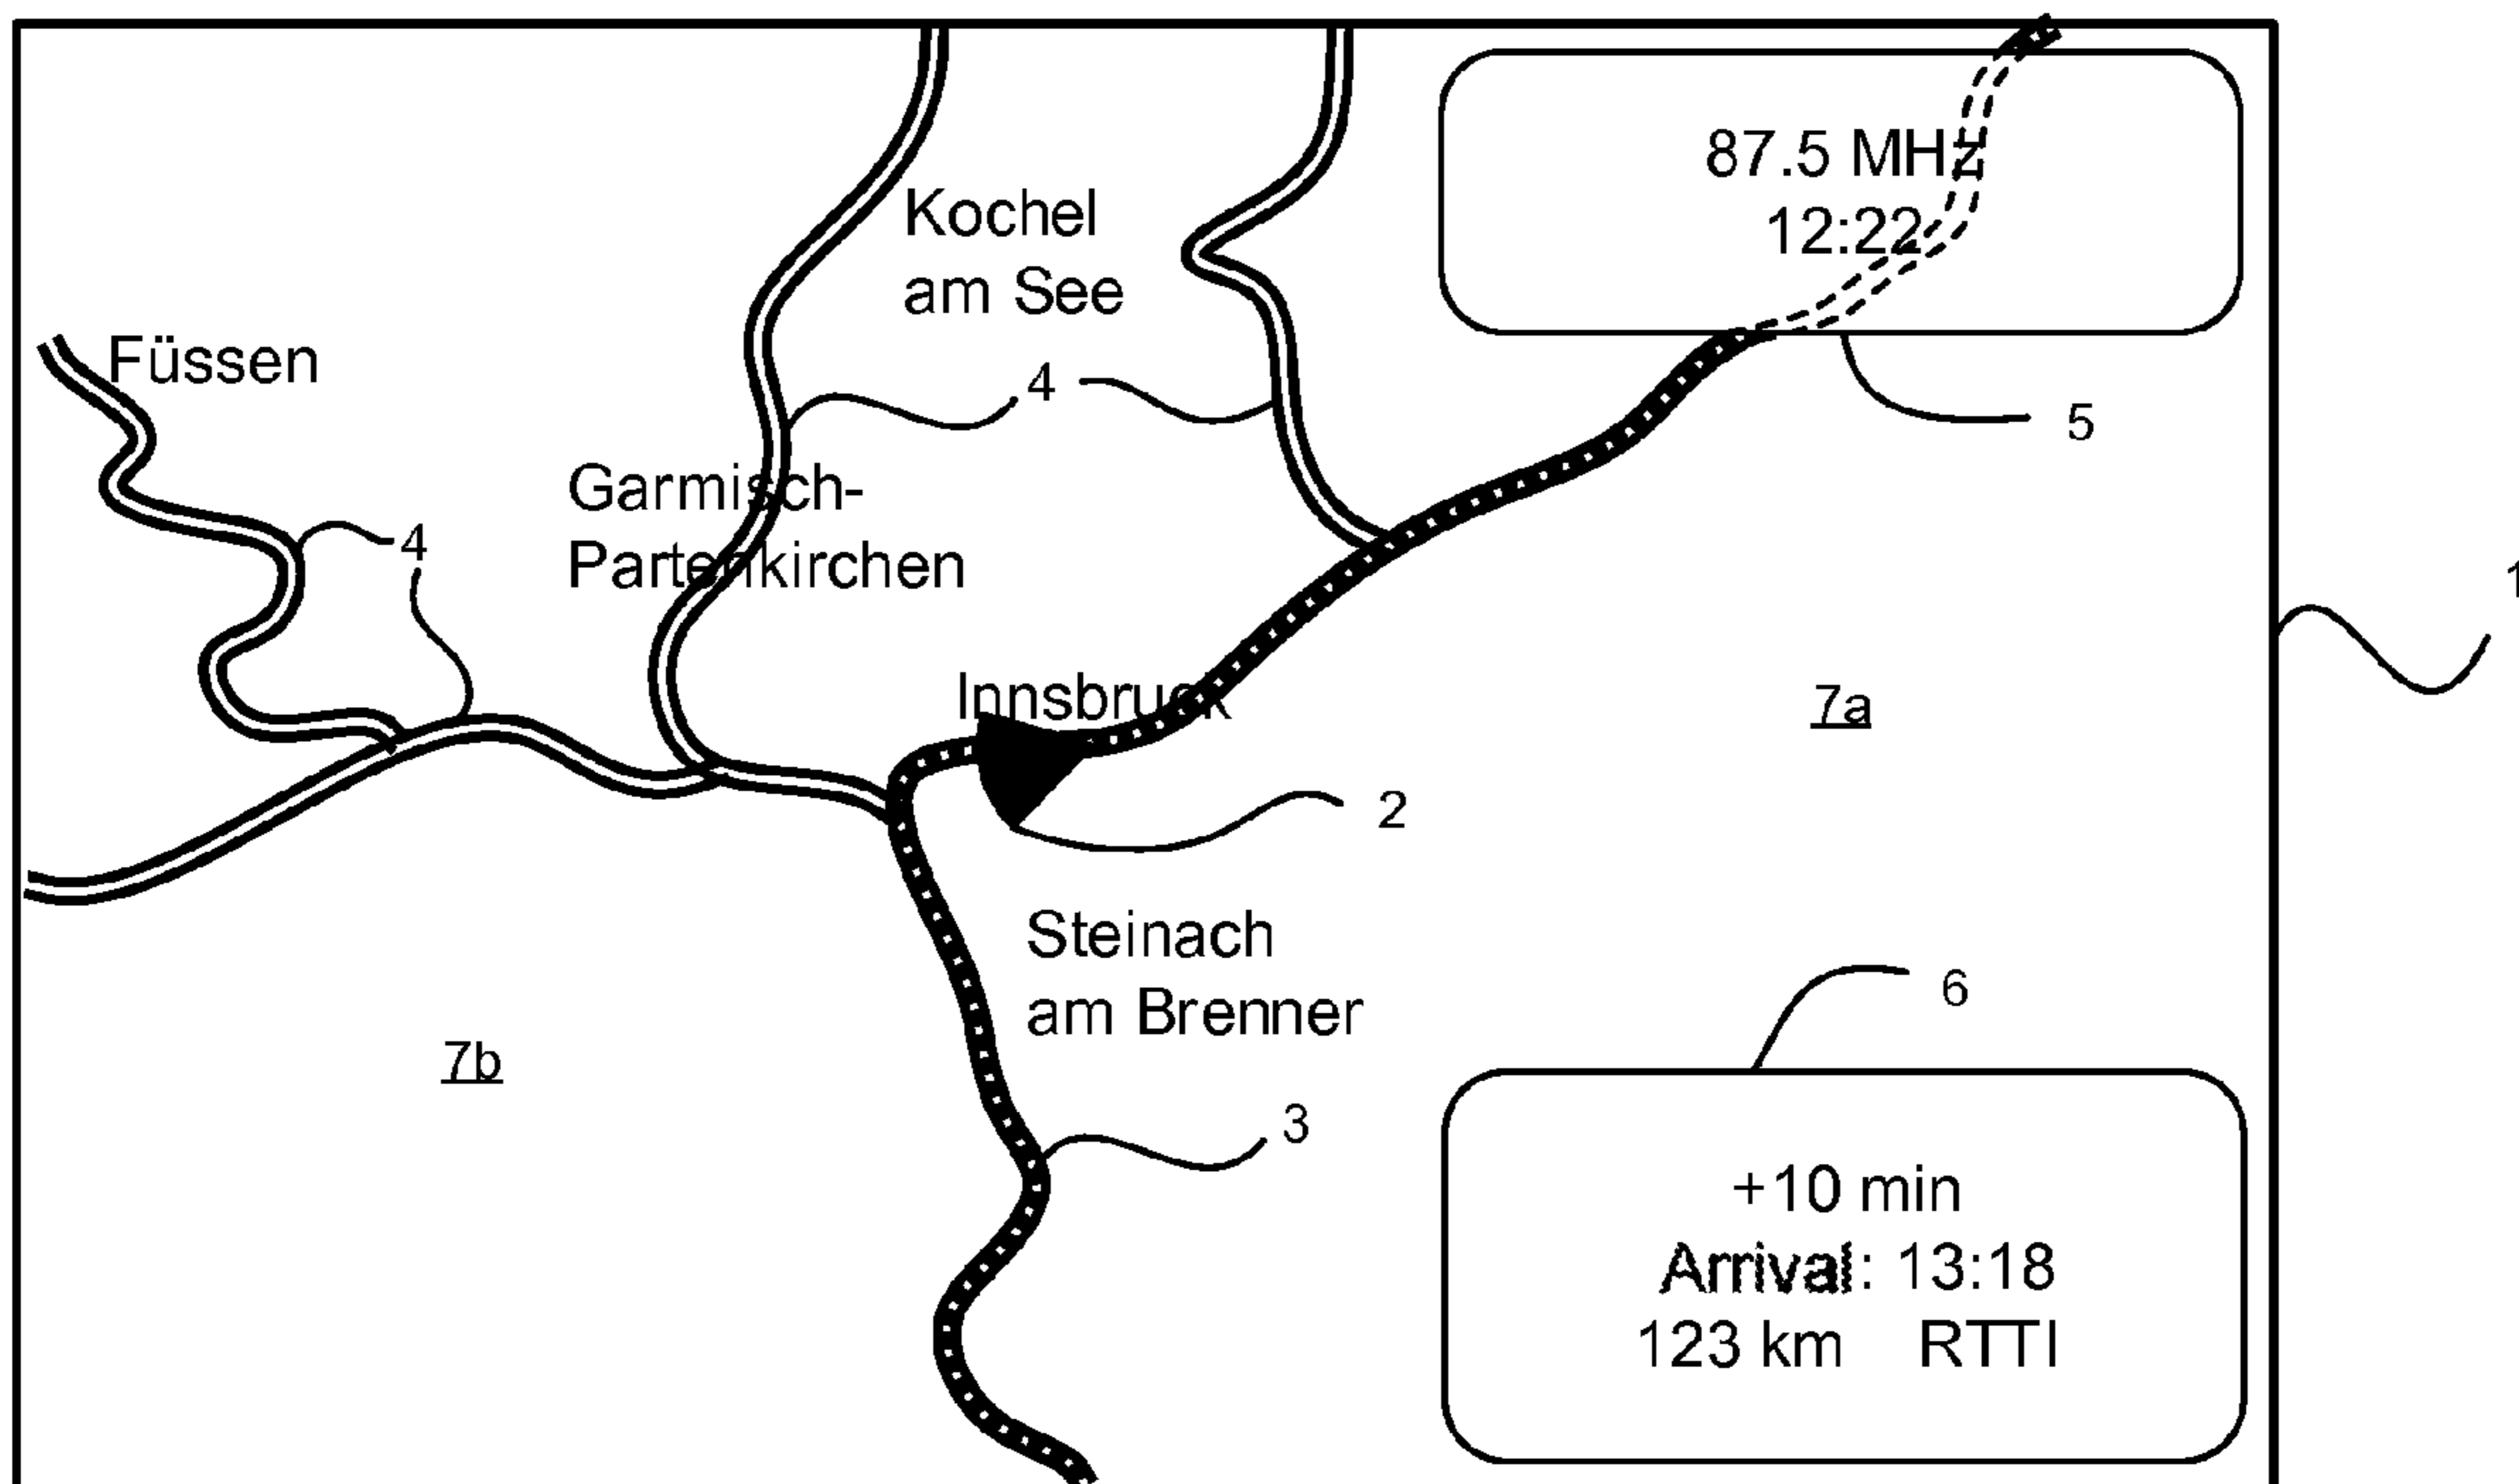 87.5 MHz
12:22
Kochel
am See
Füssen
4
5
Garmisch-
Partenkirchen
4
1
Innsbruck
7a
2
Steinach
am Brenner
6
7b
3
+10 min
Arrival: 13:18
123 km RTTI